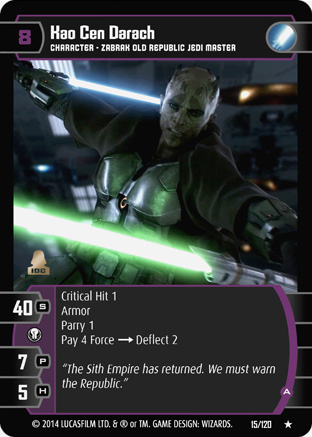 8
Kao Cen Darach
CHARACTER - ZABRAK OLD REPUBLIC JEDI MASTER
IDC
40 S
7 P
5 H
Critical Hit 1
Armor
Parry 1
Pay 4 Force → Deflect 2
"The Sith Empire has returned. We must warn
the Republic."
A
© 2014 LUCASFILM LTD. & ® or TM. GAME DESIGN: WIZARDS.
15/120